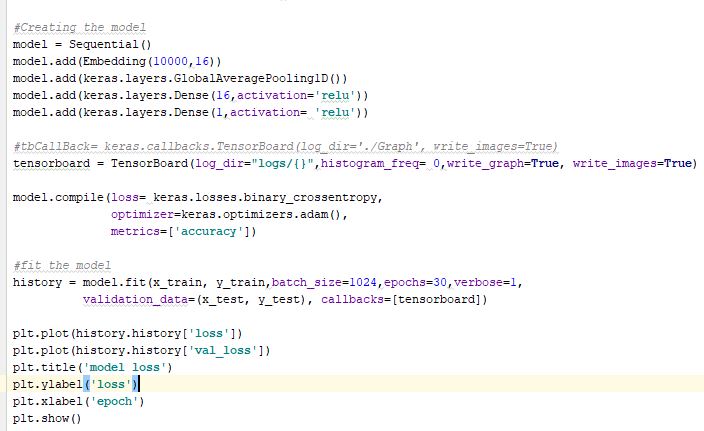 #Creating the model
model = Sequential()
model.add(Embedding(10000,16))
model.add(keras.layers.GlobalAveragePooling1D())
model.add(keras.layers.Dense(16,activation='relu'))
model.add(keras.layers.Dense(1,activation= 'relu'))
#tbCallBack= keras.callbacks.TensorBoard(log_dir='./Graph', write_images=True)
tensorboard = TensorBoard(log_dir="logs/{}",histogram_freq= 0,write_graph=True, write_images=True)
model.compile(loss= keras.losses.binary_crossentropy,
              optimizer=keras.optimizers.adam(),
              metrics=['accuracy'])
#fit the model
history = model.fit(x_train, y_train,batch_size=1024,epochs=30,verbose=1,
          validation_data=(x_test, y_test), callbacks=[tensorboard])
plt.plot(history.history['loss'])
plt.plot(history.history['val_loss'])
plt.title('model loss')
plt.ylabel('loss')
plt.xlabel('epoch')
plt.show()